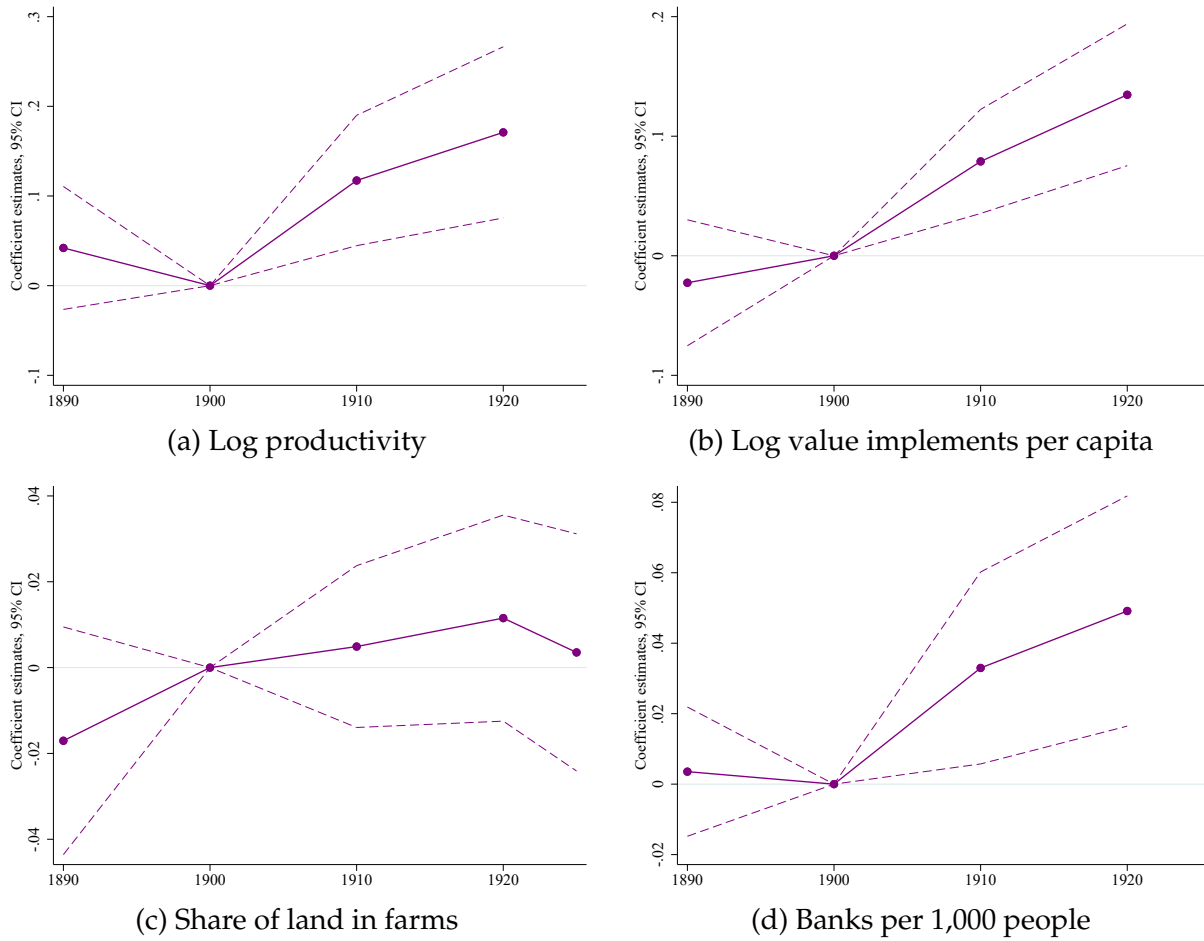 Coefficient estimates, 95% CI
.3
.2
.1
0
-.1
1890 1900 1910 1920
(a) Log productivity
Coefficient estimates, 95% CI
.2
.1
0
-.1
1890 1900 1910 1920
(b) Log value implements per capita
Coefficient estimates, 95% CI
.04
.02
0
-.02
-.04
1890 1900 1910 1920
(c) Share of land in farms
Coefficient estimates, 95% CI
.08
.06
.04
.02
0
-.02
1890 1900 1910 1920
(d) Banks per 1,000 people